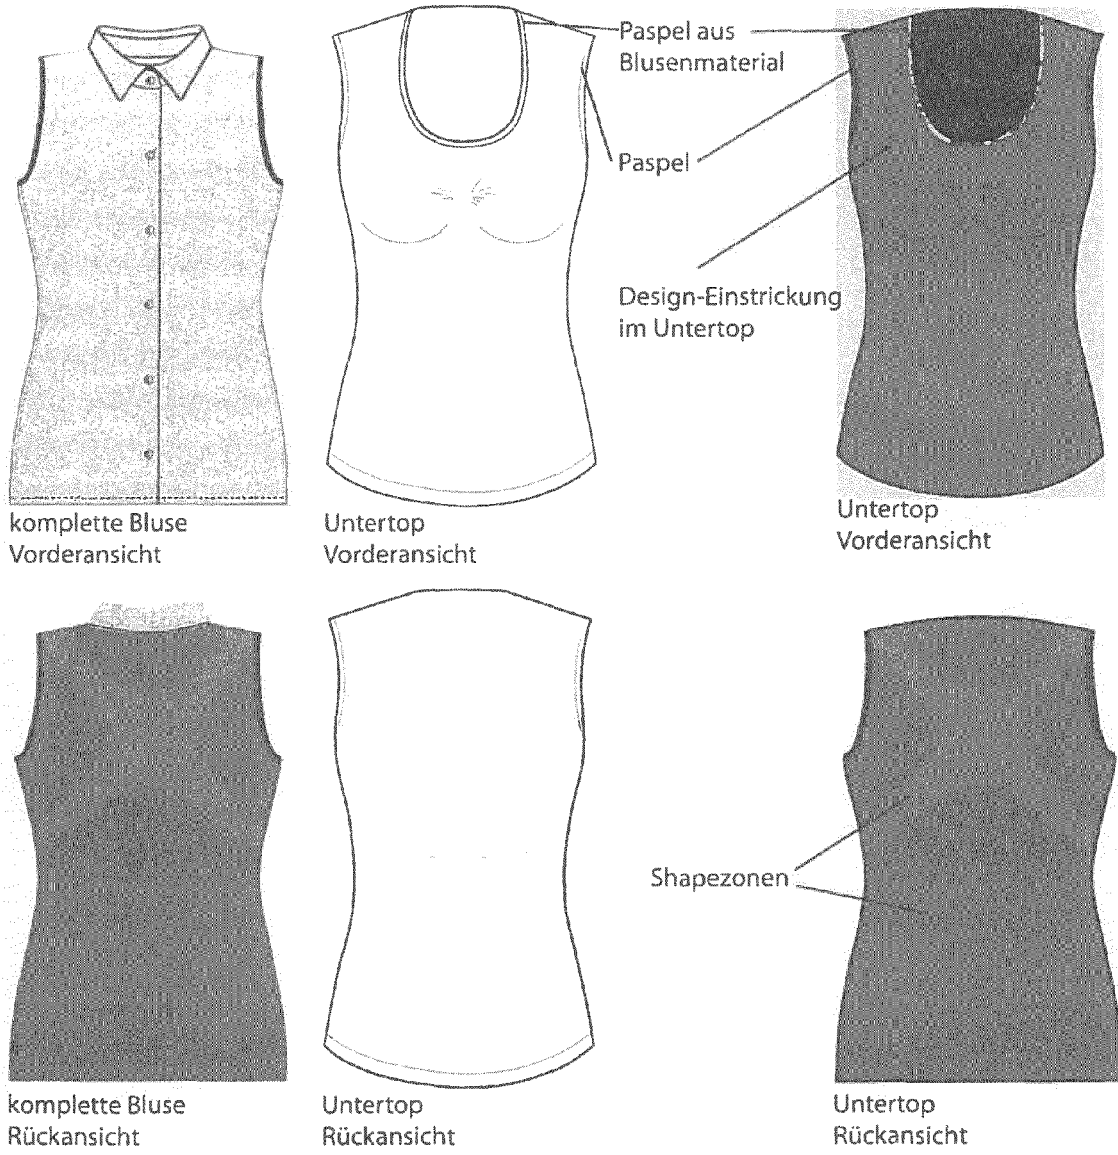 Paspel aus
Blusenmaterial
Paspel
Design-Einstrickung
im Untertop
komplette Bluse
Vorderansicht
Untertop
Vorderansicht
Untertop
Vorderansicht
Shapezonen
komplette Bluse
Rückansicht
Untertop
Rückansicht
Untertop
Rückansicht